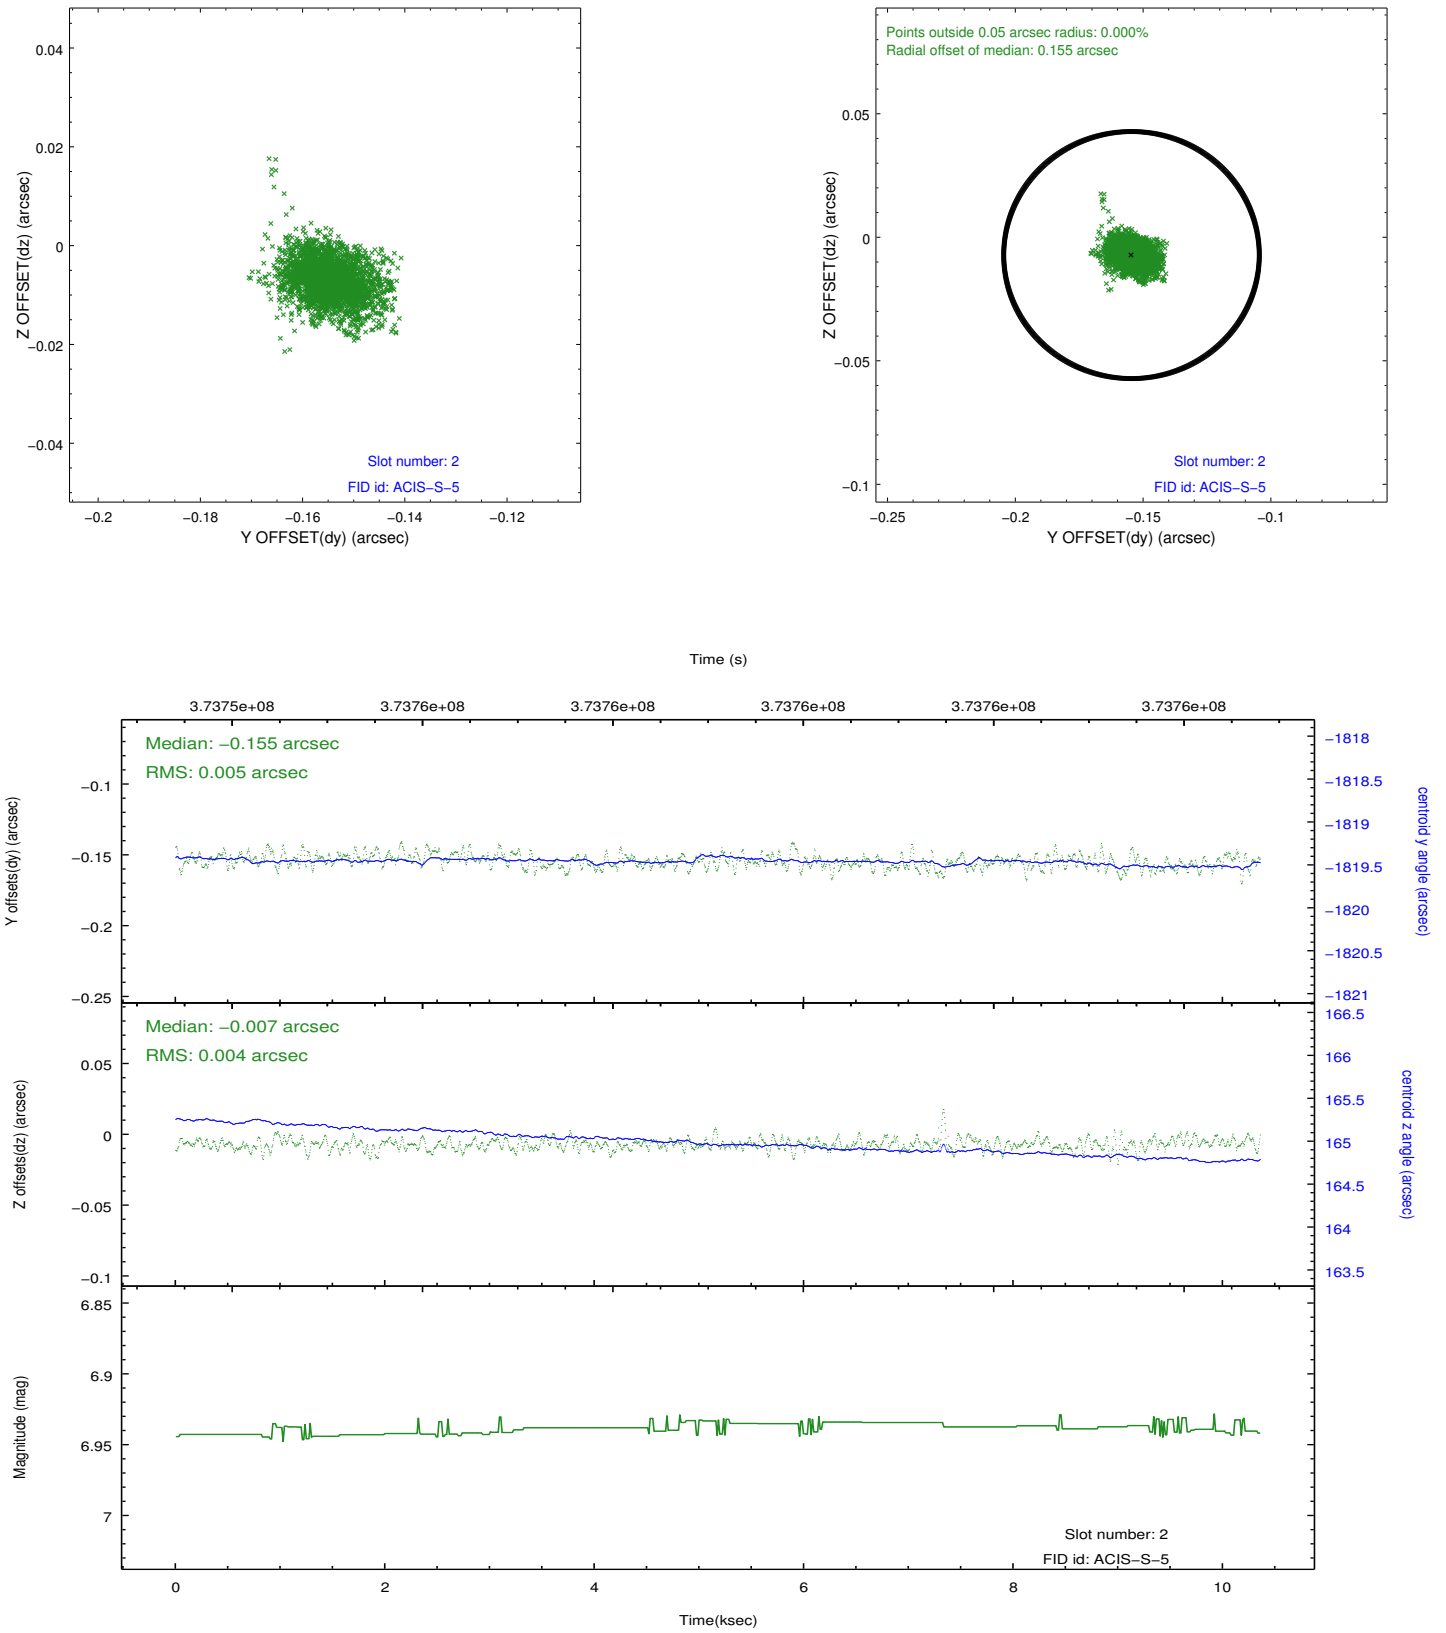 0.04
0.02
0
−0.02
−0.04
Z OFFSET(dz) (arcsec)
Slot number: 2
FID id: ACIS−S−5
−0.2
−0.18
−0.16
−0.14
−0.12
Y OFFSET(dy) (arcsec)
Points outside 0.05 arcsec radius: 0.000%
Radial offset of median: 0.155 arcsec
0.05
0
−0.05
−0.1
Z OFFSET(dz) (arcsec)
Slot number: 2
FID id: ACIS−S−5
−0.25
−0.2
−0.15
−0.1
Y OFFSET(dy) (arcsec)
Time (s)
3.7375e+08
3.7376e+08
3.7376e+08
3.7376e+08
3.7376e+08
3.7376e+08
Median: −0.155 arcsec
RMS: 0.005 arcsec
−0.1
−0.15
−0.2
−0.25
Y offsets(dy) (arcsec)
−1818
−1818.5
−1819
−1819.5
−1820
−1820.5
−1821
centroid y angle (arcsec)
Median: −0.007 arcsec
RMS: 0.004 arcsec
0.05
0
−0.05
−0.1
Z offsets(dz) (arcsec)
166.5
166
165.5
165
164.5
164
163.5
centroid z angle (arcsec)
6.85
6.9
6.95
7
Magnitude (mag)
Slot number: 2
FID id: ACIS−S−5
0
2
4
6
8
10
Time(ksec)